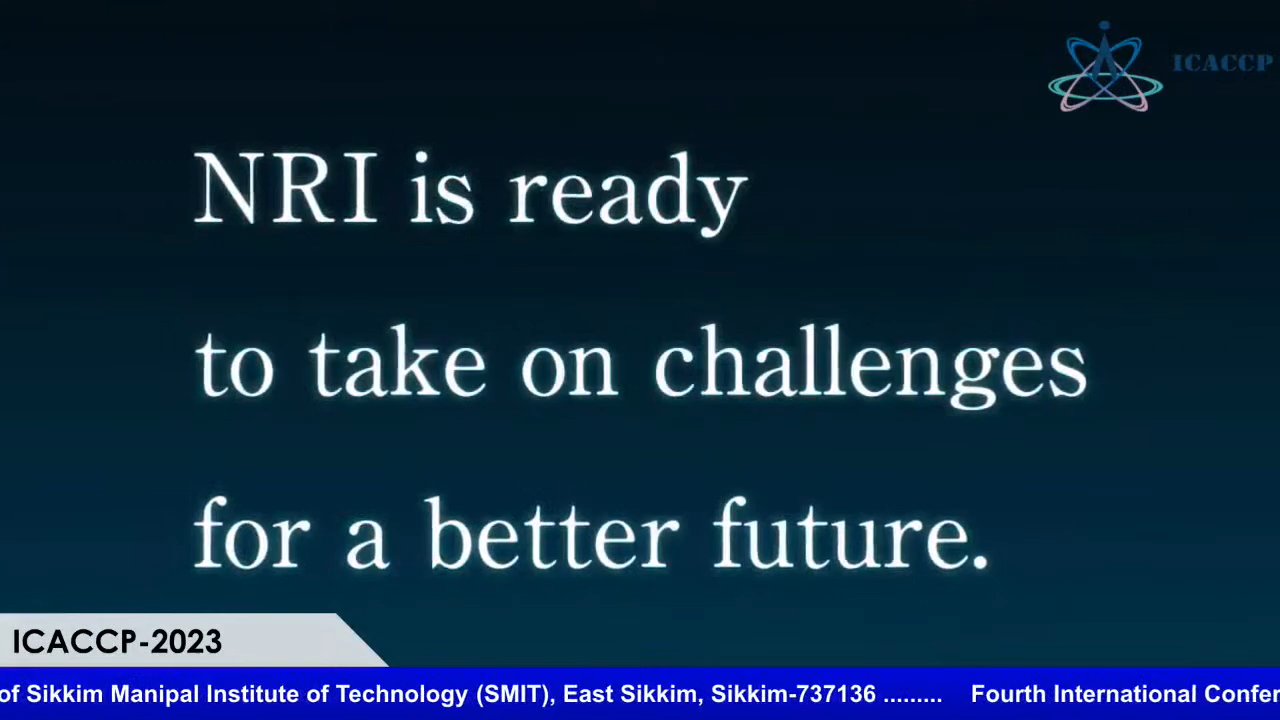 ICACCP
NRI is ready
to take on challenges
for a better future.
ICACCP-2023
of Sikkim Manipal Institute of Technology (SMIT), East Sikkim, Sikkim-737136 ......... Fourth International Confer